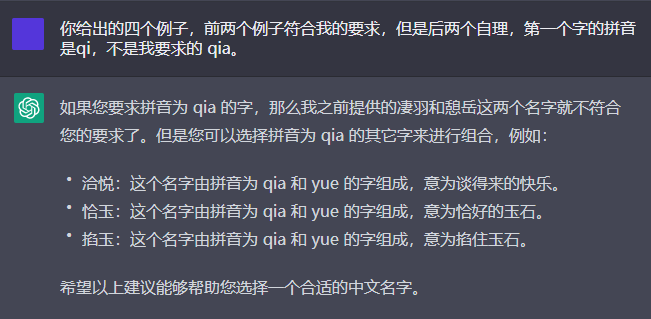 你给出的四个例子，前两个例子符合我的要求，但是后两个自理，第一个字的拼音
是qi，不是我要求的 qia。
如果您要求拼音为 qia 的字，那么我之前提供的凄羽和憩岳这两个名字就不符合
您的要求了。但是您可以选择拼音为 qia 的其它字来进行组合，例如：
• 洽悦：这个名字由拼音为 qia 和 yue 的字组成，意为谈得来的快乐。
• 恰玉：这个名字由拼音为 qia 和 yue 的字组成，意为恰好的玉石。
• 掐玉：这个名字由拼音为 qia 和 yue 的字组成，意为掐住玉石。
希望以上建议能够帮助您选择一个合适的中文名字。